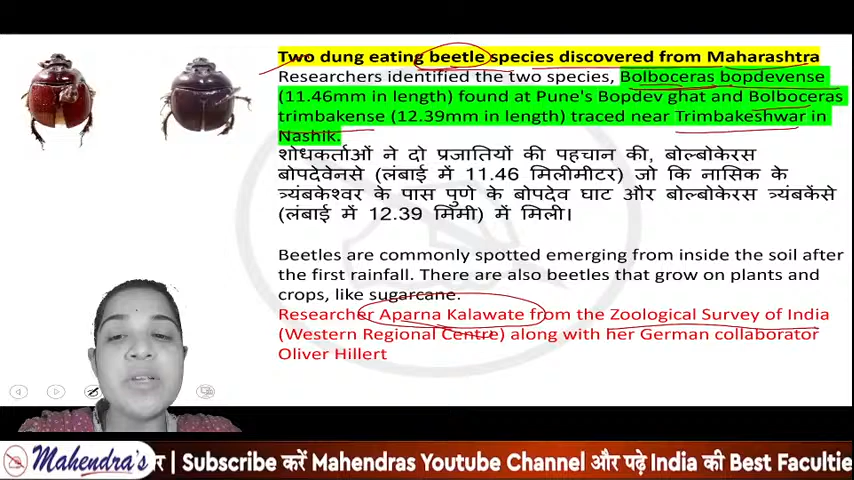 Two dung eating beetle species discovered from Maharashtra
Researchers identified the two species, Bolboceras bopdevense
(11.46mm in length) found at Pune's Bopdev ghat and Bolboceras
trimbakense (12.39mm in length) traced near Trimbakeshwar in
Nashik.
शोधकर्ताओं ने दो प्रजातियों की पहचान की, बोल्बोकेरस
बोपदेवेनसे (लंबाई में 11.46 मिलीमीटर) जो कि नासिक के
त्र्यंबकेश्वर के पास पुणे के बोपदेव घाट और बोल्बोकेरस त्र्यंबकेंसे
(लंबाई में 12.39 मिमी) में मिली।
Beetles are commonly spotted emerging from inside the soil after
the first rainfall. There are also beetles that grow on plants and
crops, like sugarcane.
Researcher Aparna Kalawate from the Zoological Survey of India
(Western Regional Centre) along with her German collaborator
Oliver Hillert
Mahendra's
र | Subscribe करें Mahendras Youtube Channel और पढ़े India की Best Facultie